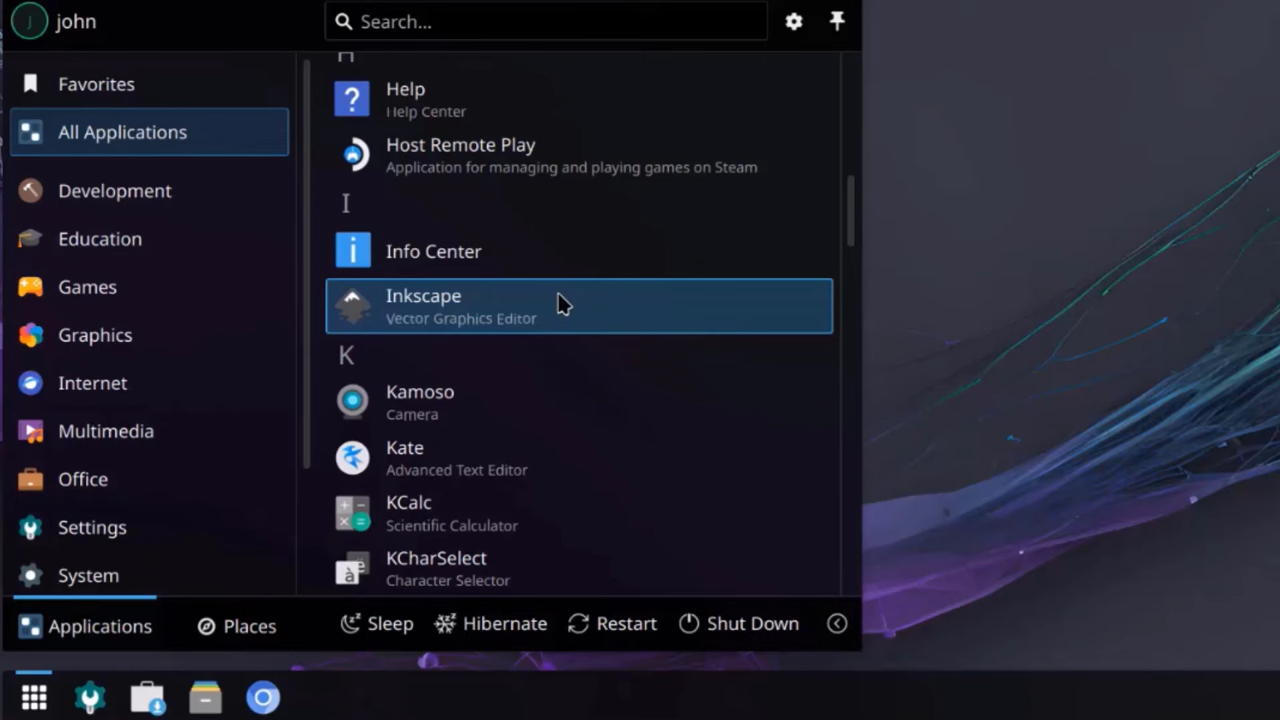 J john
Search...
Favorites
All Applications
Development
Education
Games
Graphics
Internet
Multimedia
Office
Settings
System
H
Help
Help Center
Host Remote Play
Application for managing and playing games on Steam
I
Info Center
Inkscape
Vector Graphics Editor
K
Kamoso
Camera
Kate
Advanced Text Editor
KCalc
Scientific Calculator
KCharSelect
Character Selector
Applications Places Sleep Hibernate Restart Shut Down